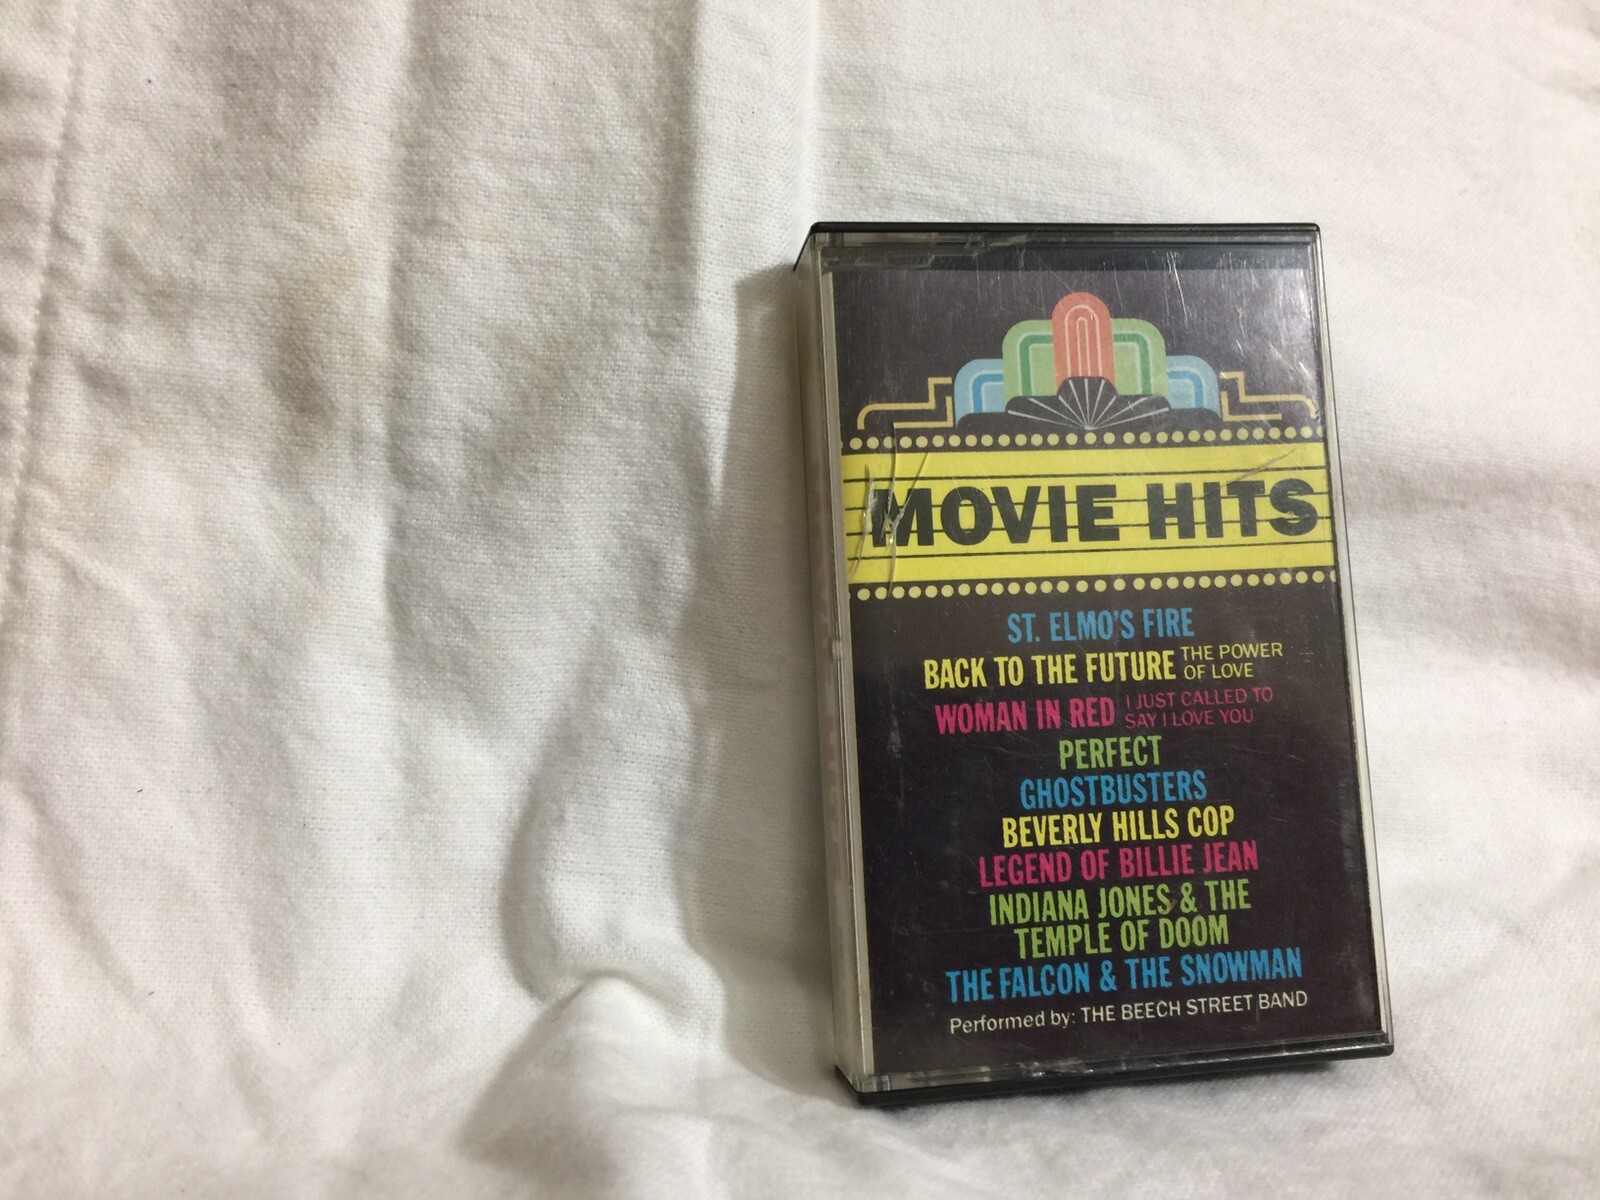 MOVIE HITS
ST. ELMO'S FIRE
BACK TO THE FUTURE THE POWER OF LOVE
WOMAN IN RED I JUST CALLED TO SAY I LOVE YOU
PERFECT
GHOSTBUSTERS
BEVERLY HILLS COP
LEGEND OF BILLIE JEAN
INDIANA JONES & THE
TEMPLE OF DOOM
THE FALCON & THE SNOWMAN
Performed by: THE BEECH STREET BAND